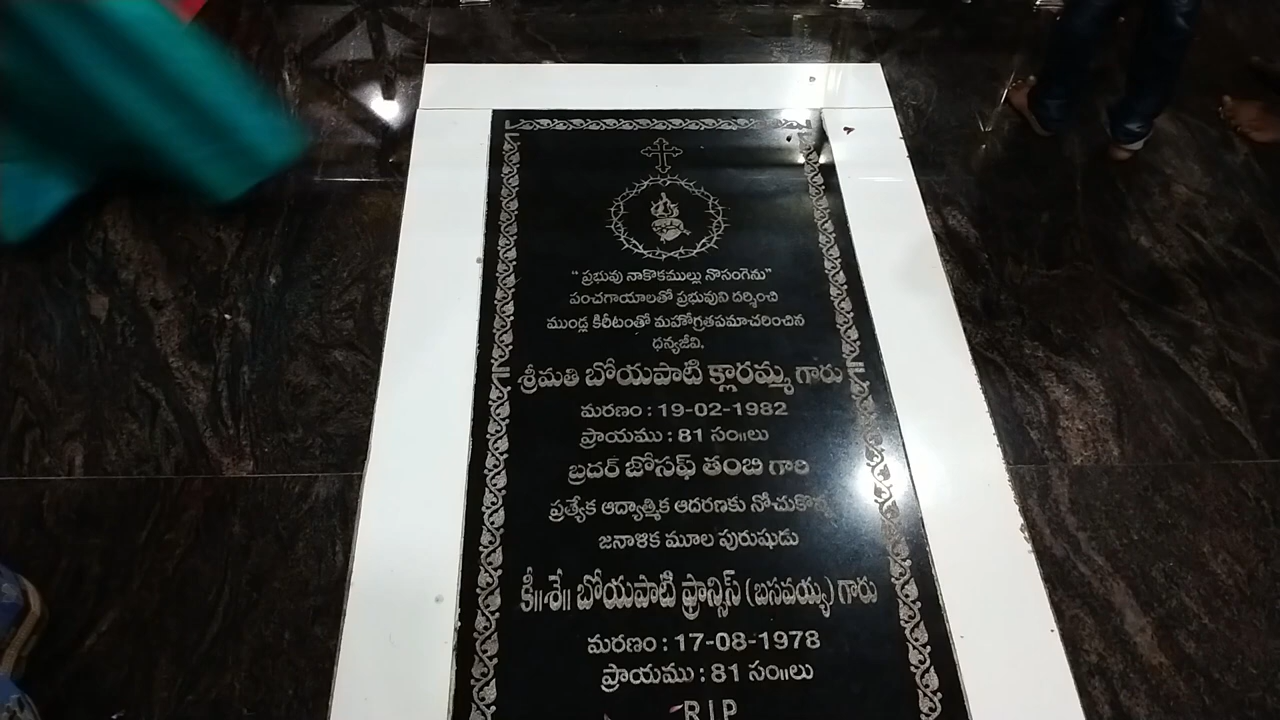 “ ప్రభువు నాకొకముల్లు నొసంగెను”
పంచగాయాలతో ప్రభువుని దర్శించి
ముండ్ల కిరీటంతో మహోగ్రతపమాచరించిన
ధన్యజీవి.
శ్రీమతి బోయపాటి క్లారమ్మ గారు
మరణం : 19-02-1982
ప్రాయము : 81 సం॥లు
బ్రదర్ జోసఫ్ తంబి గారి
ప్రత్యేక ఆధ్యాత్మిక ఆదరణకు నోచుకొన్న
జనాళిక మూల పురుషుడు
కీ॥శే॥ బోయపాటి ఫ్రాన్సిస్ (బసవయ్య) గారు
మరణం : 17-08-1978
ప్రాయము : 81 సం॥లు
R.I.P